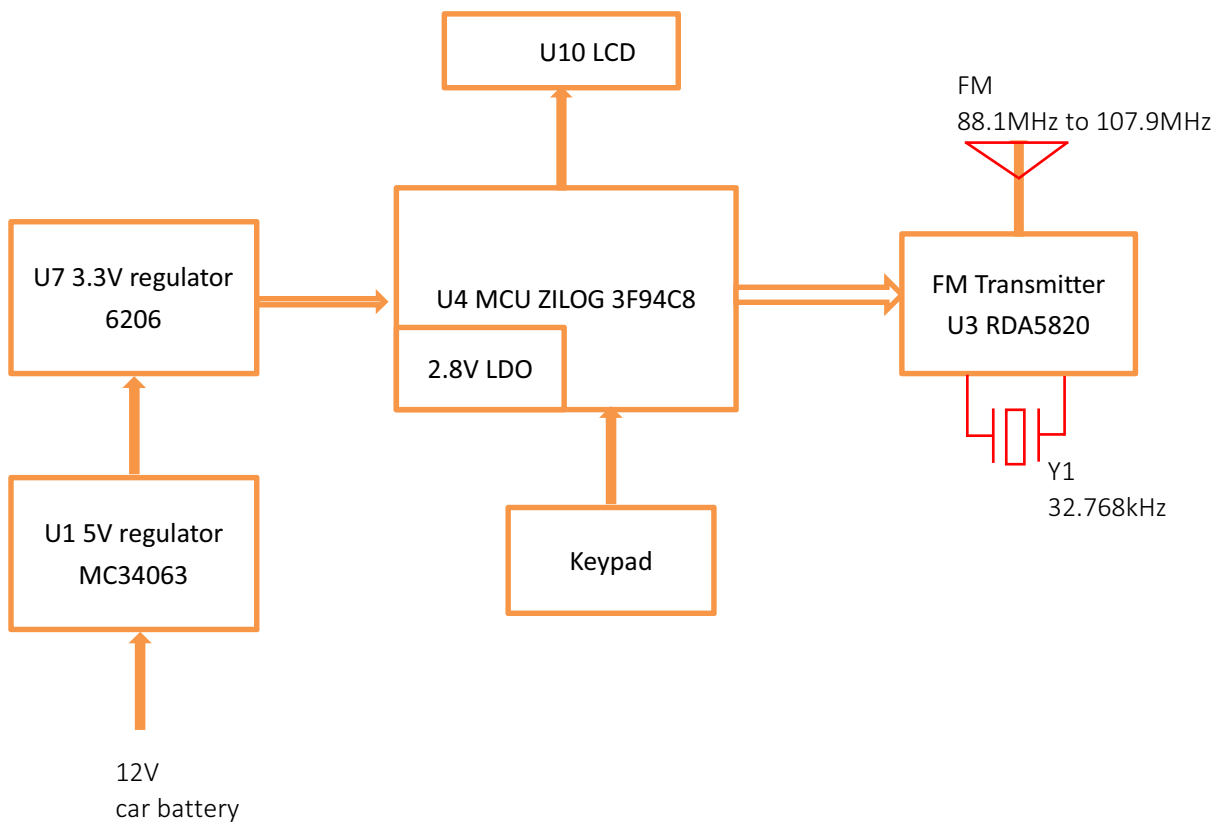 U10 LCD
FM
88.1MHz to 107.9MHz
U7 3.3V regulator
6206
U4 MCU ZILOG 3F94C8
2.8V LDO
FM Transmitter
U3 RDA5820
Y1
32.768kHz
U1 5V regulator
MC34063
Keypad
12V
car battery